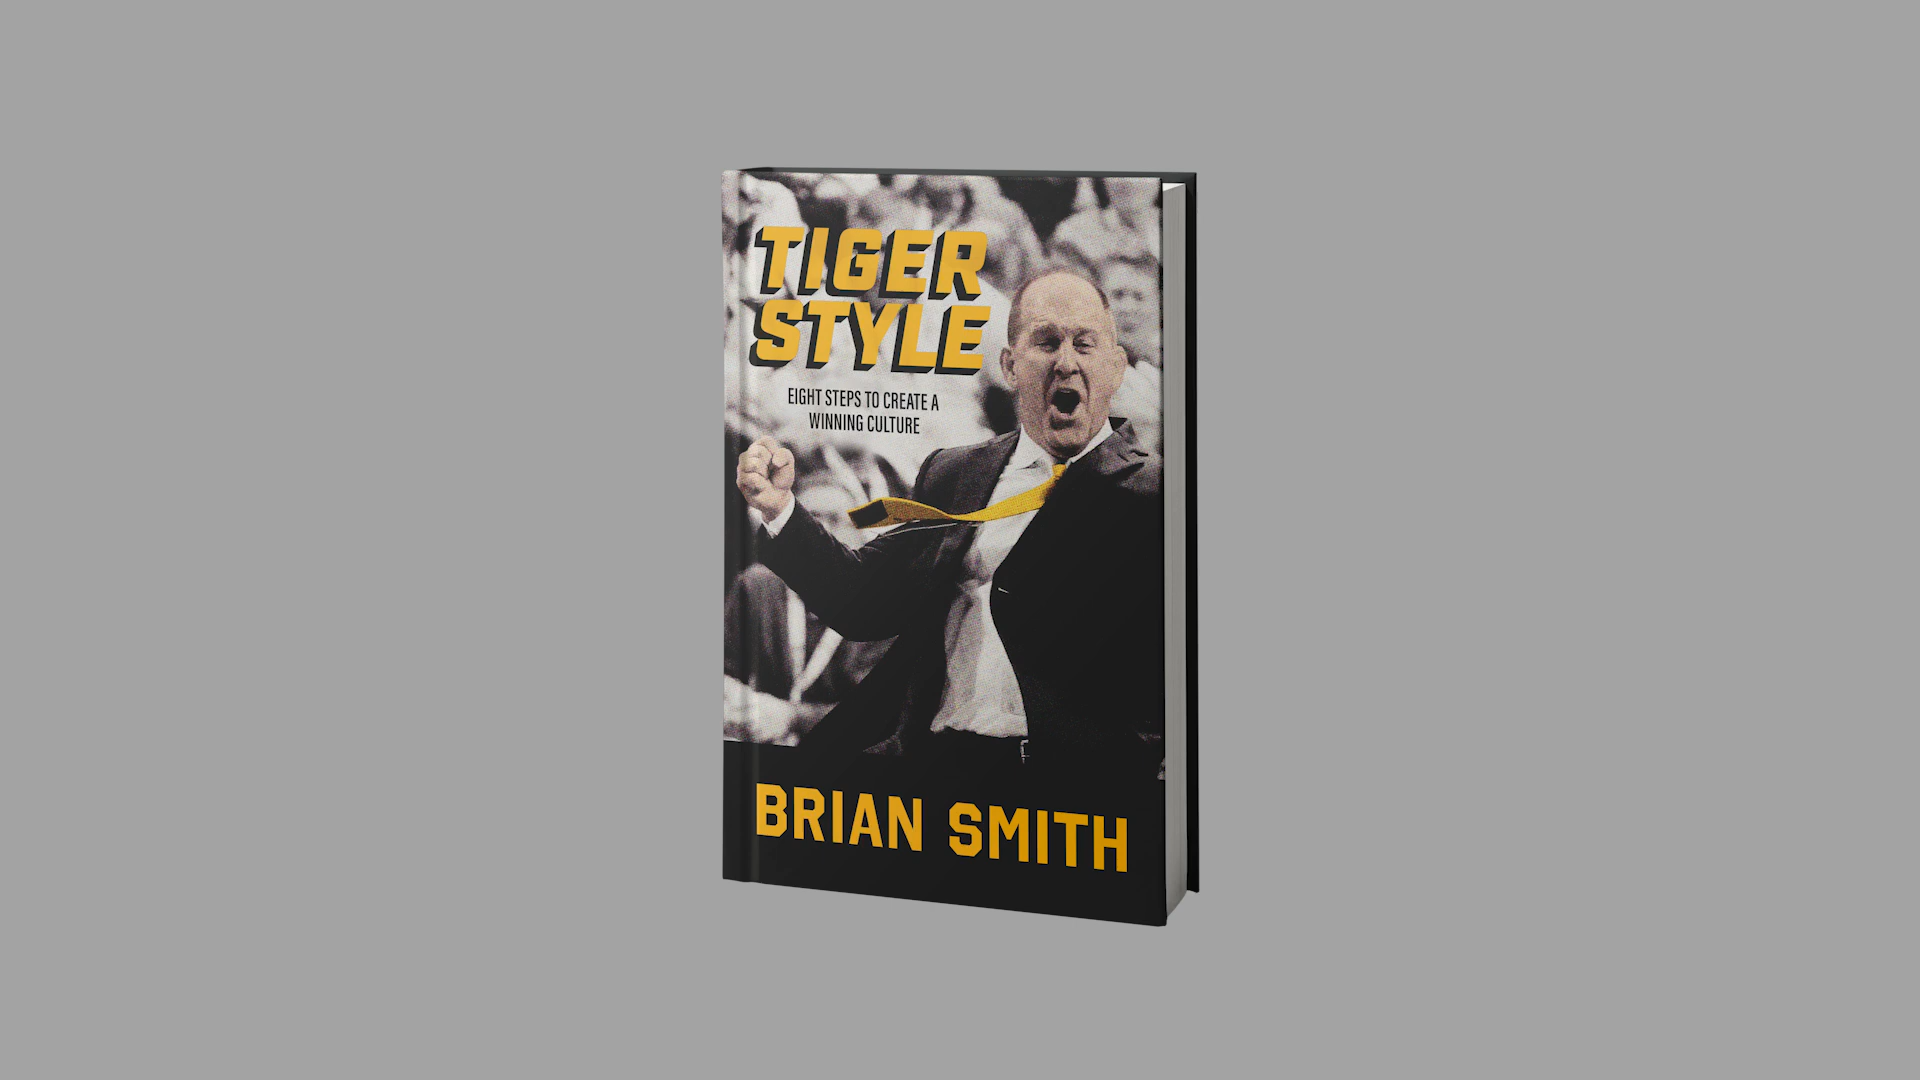 TIGER
STYLE
EIGHT STEPS TO CREATE A
WINNING CULTURE
BRIAN SMITH